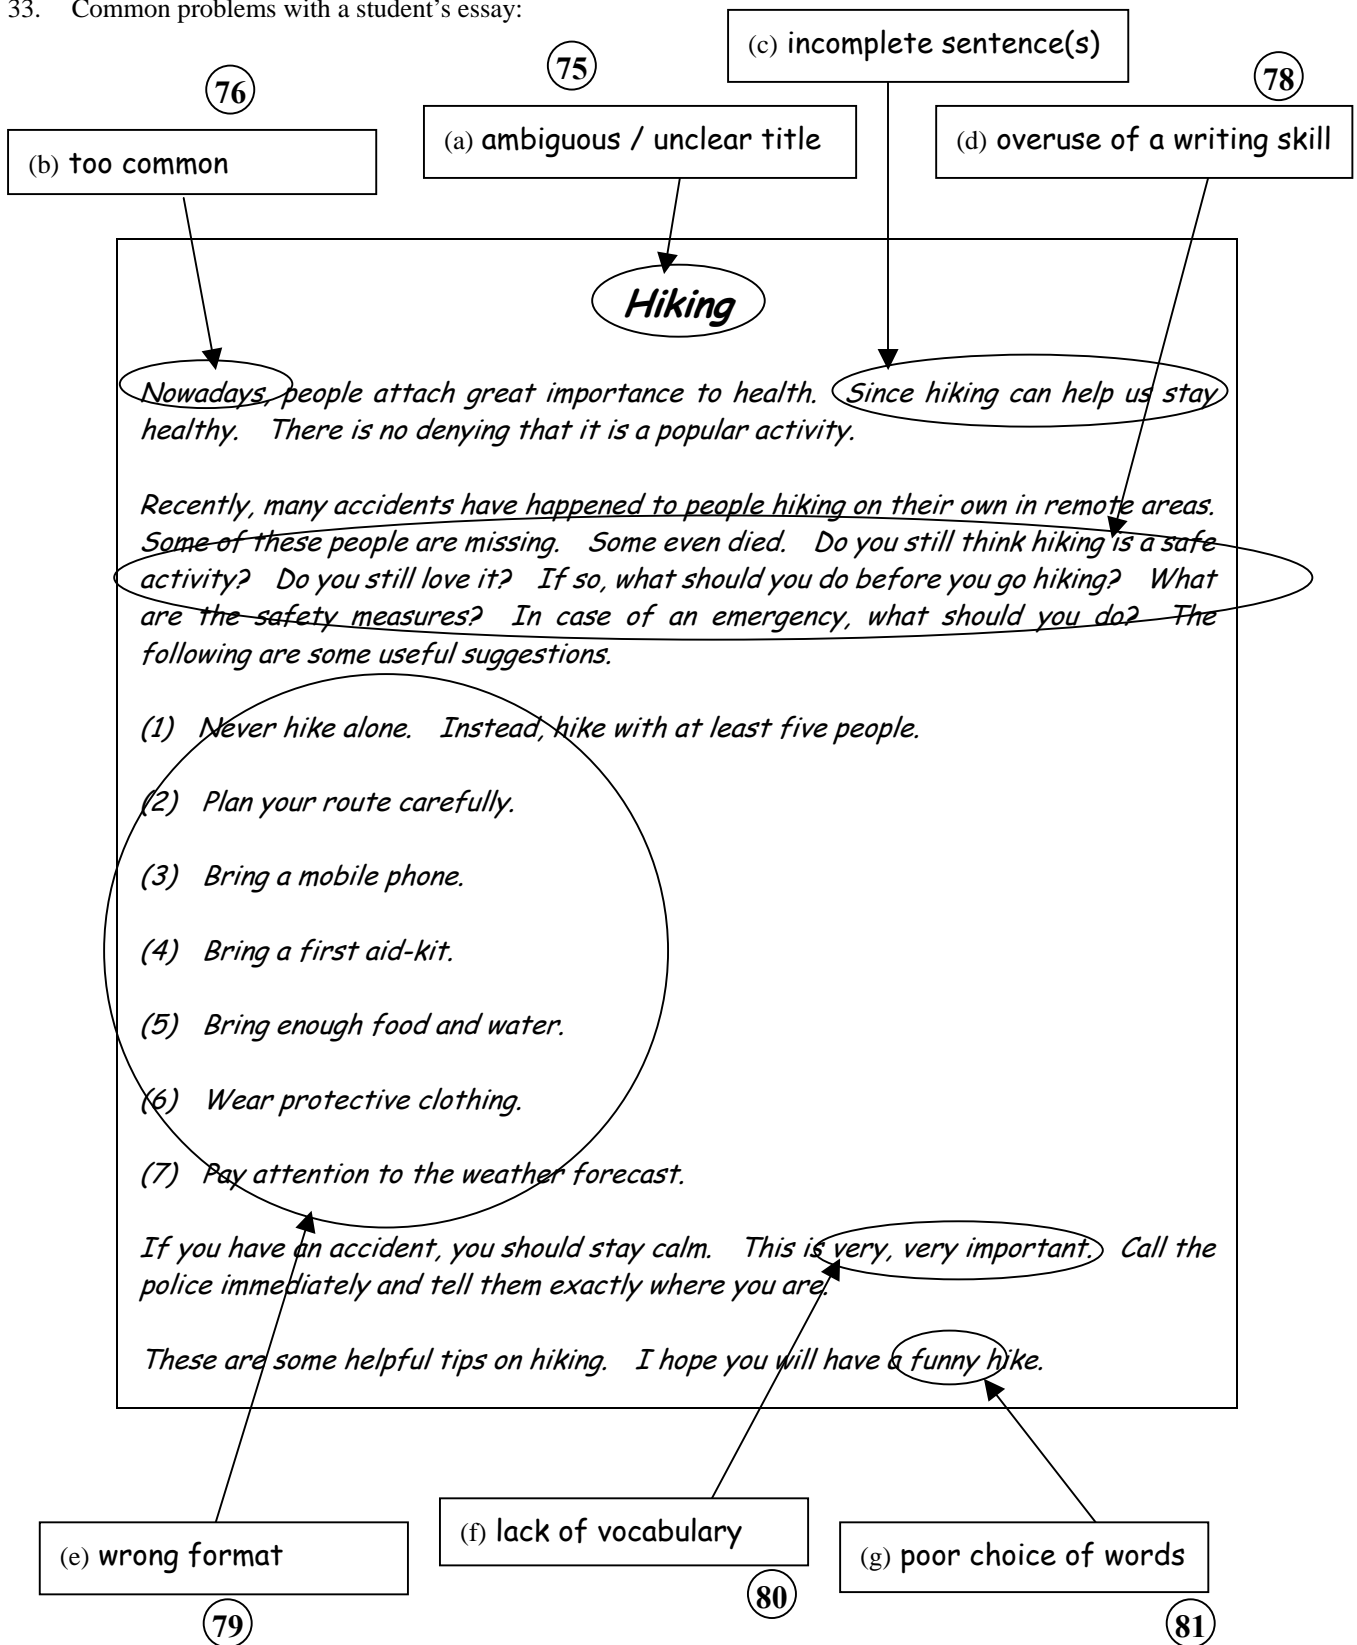 33. Common problems with a student's essay:
(c) incomplete sentence(s)
75
76
78
(a) ambiguous / unclear title
(d) overuse of a writing skill
(b) too common
Hiking
Nowadays, people attach great importance to health. Since hiking can help us stay
healthy. There is no denying that it is a popular activity.
Recently, many accidents have happened to people hiking on their own in remote areas.
Some of these people are missing. Some even died. Do you still think hiking is a safe
activity? Do you still love it? If so, what should you do before you go hiking? What
are the safety measures? In case of an emergency, what should you do? The
following are some useful suggestions.
(1) Never hike alone. Instead, hike with at least five people.
(2) Plan your route carefully.
(3) Bring a mobile phone.
(4) Bring a first aid-kit.
(5) Bring enough food and water.
(6) Wear protective clothing.
(7) Pay attention to the weather forecast.
If you have an accident, you should stay calm. This is very, very important. Call the
police immediately and tell them exactly where you are.
These are some helpful tips on hiking. I hope you will have a funny hike.
(f) lack of vocabulary
(e) wrong format
(g) poor choice of words
80
79
81